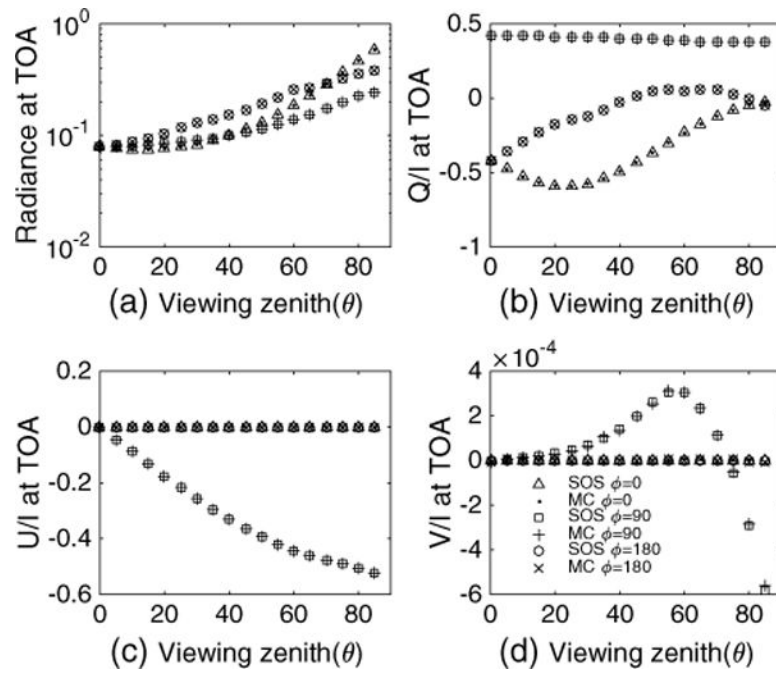 10^0
10^-1
10^-2
Radiance at TOA
0 20 40 60 80
(a) Viewing zenith(θ)
0.5
0
-0.5
-1
Q/I at TOA
0 20 40 60 80
(b) Viewing zenith(θ)
0.2
0
-0.2
-0.4
-0.6
U/I at TOA
0 20 40 60 80
(c) Viewing zenith(θ)
×10^-4
4
2
0
-2
-4
-6
V/I at TOA
SOS ϕ=0
MC ϕ=0
SOS ϕ=90
MC ϕ=90
SOS ϕ=180
MC ϕ=180
0 20 40 60 80
(d) Viewing zenith(θ)